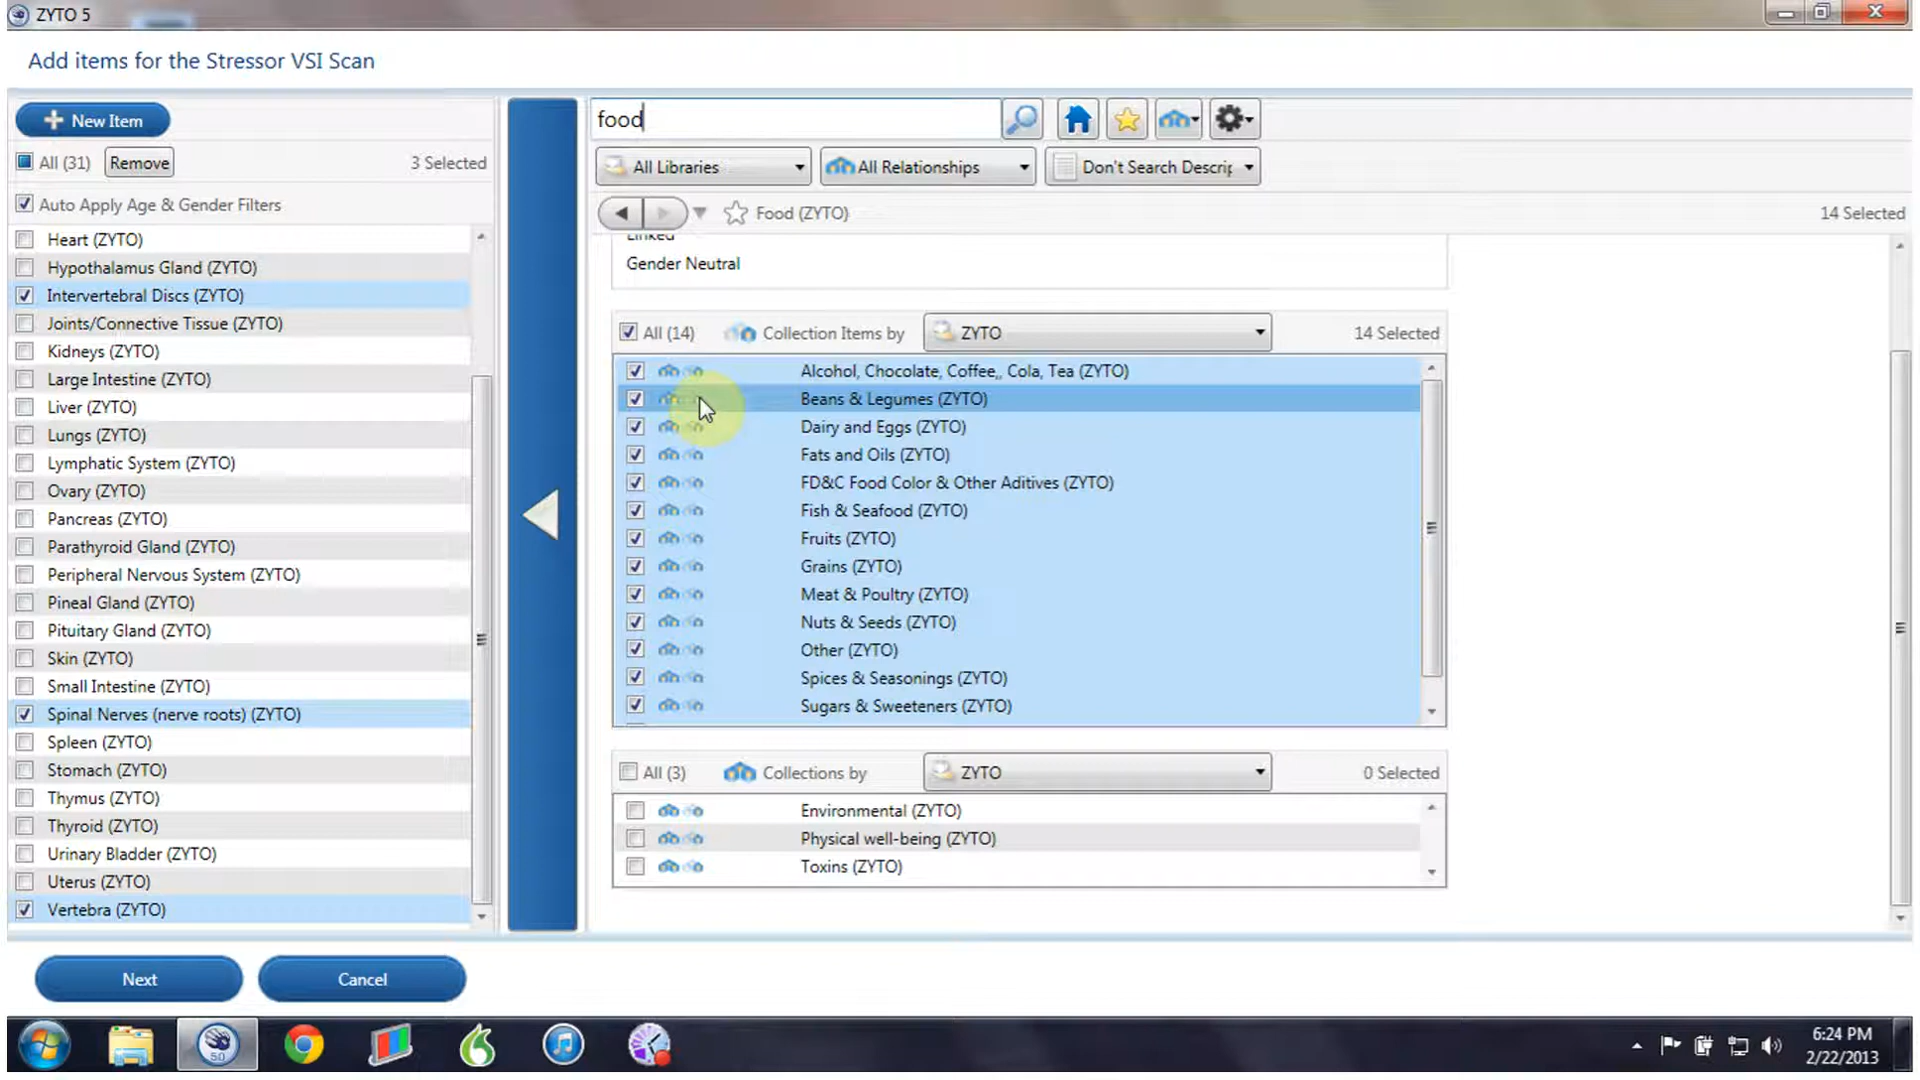 ZYTO 5
Add items for the Stressor VSI Scan
New Item
All (31) Remove 3 Selected
Auto Apply Age & Gender Filters
Heart (ZYTO)
Hypothalamus Gland (ZYTO)
Intervertebral Discs (ZYTO)
Joints/Connective Tissue (ZYTO)
Kidneys (ZYTO)
Large Intestine (ZYTO)
Liver (ZYTO)
Lungs (ZYTO)
Lymphatic System (ZYTO)
Ovary (ZYTO)
Pancreas (ZYTO)
Parathyroid Gland (ZYTO)
Peripheral Nervous System (ZYTO)
Pineal Gland (ZYTO)
Pituitary Gland (ZYTO)
Skin (ZYTO)
Small Intestine (ZYTO)
Spinal Nerves (nerve roots) (ZYTO)
Spleen (ZYTO)
Stomach (ZYTO)
Thymus (ZYTO)
Thyroid (ZYTO)
Urinary Bladder (ZYTO)
Uterus (ZYTO)
Vertebra (ZYTO)
Next Cancel
food
All Libraries All Relationships Don't Search Descrip
Food (ZYTO) 14 Selected
Linked
Gender Neutral
All (14) Collection Items by ZYTO 14 Selected
Alcohol, Chocolate, Coffee,, Cola, Tea (ZYTO)
Beans & Legumes (ZYTO)
Dairy and Eggs (ZYTO)
Fats and Oils (ZYTO)
FD&C Food Color & Other Aditives (ZYTO)
Fish & Seafood (ZYTO)
Fruits (ZYTO)
Grains (ZYTO)
Meat & Poultry (ZYTO)
Nuts & Seeds (ZYTO)
Other (ZYTO)
Spices & Seasonings (ZYTO)
Sugars & Sweeteners (ZYTO)
All (3) Collections by ZYTO 0 Selected
Environmental (ZYTO)
Physical well-being (ZYTO)
Toxins (ZYTO)
5.0
6:24 PM
2/22/2013